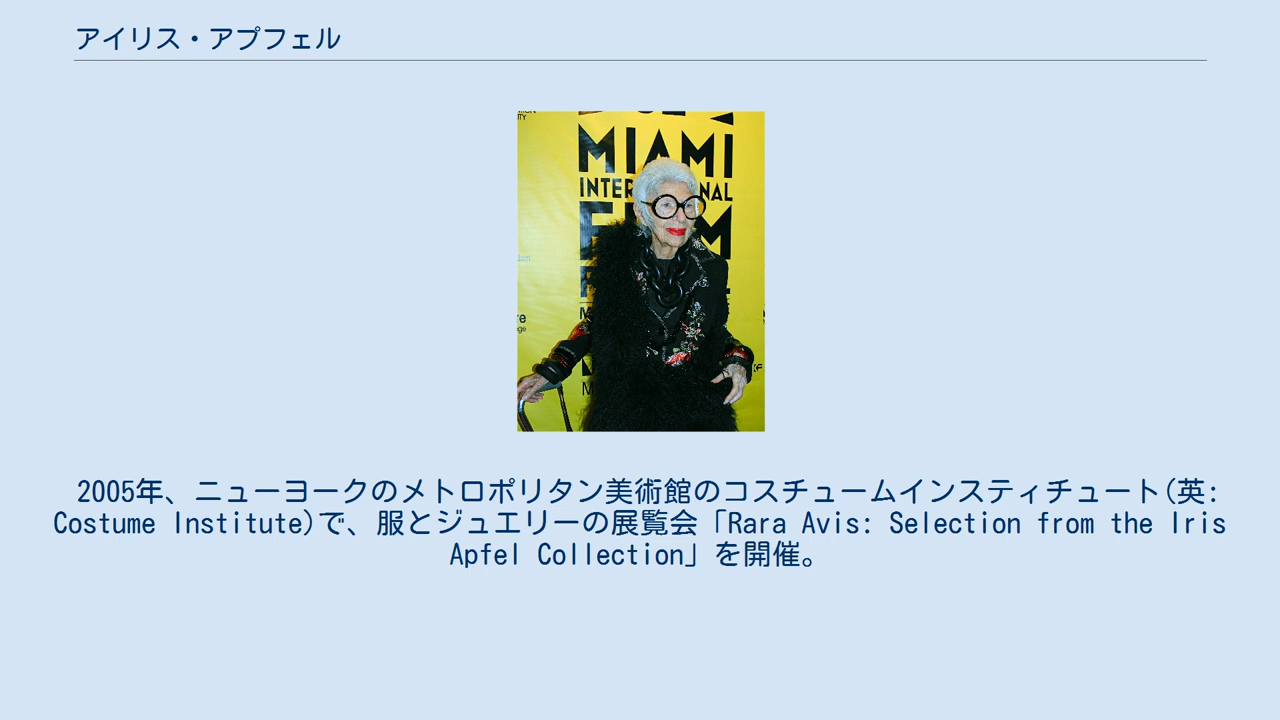 アイリス・アプフェル
TY
MIAMI
INTER NAL
2005年、ニューヨークのメトロポリタン美術館のコスチュームインスティチュート(英:
Costume Institute)で、服とジュエリーの展覧会「Rara Avis: Selection from the Iris
Apfel Collection」を開催。